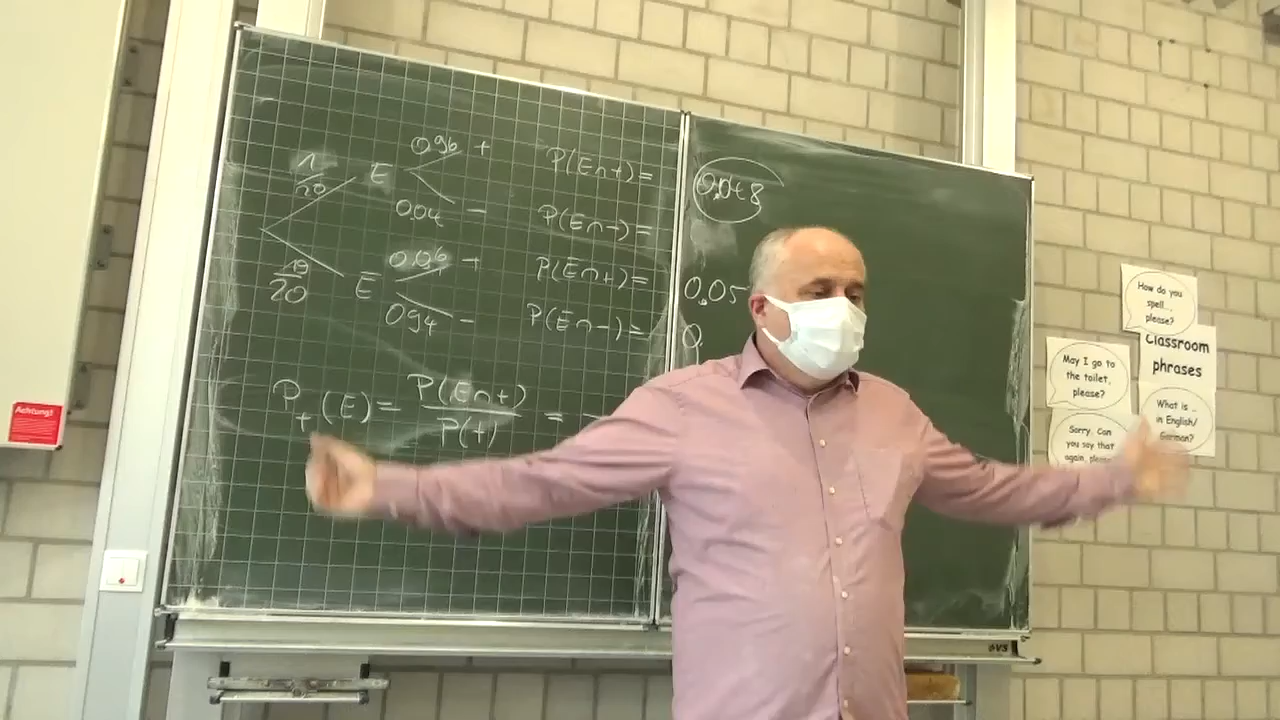 1/20 E 0,96 + P(E∩+)= 0,048
0,04 - P(E∩-)=
19/20 E 0,06 + P(E∩+)= 0,05
094 - P(E∩-)= 0,
P₊(E) = P(E∩+)/P(+) =
Achtung!
How do you
spell...,
please?
Classroom
phrases
May I go to
the toilet,
please?
What is ..
in English/
German?
Sorry. Can
you say that
again, please
VS